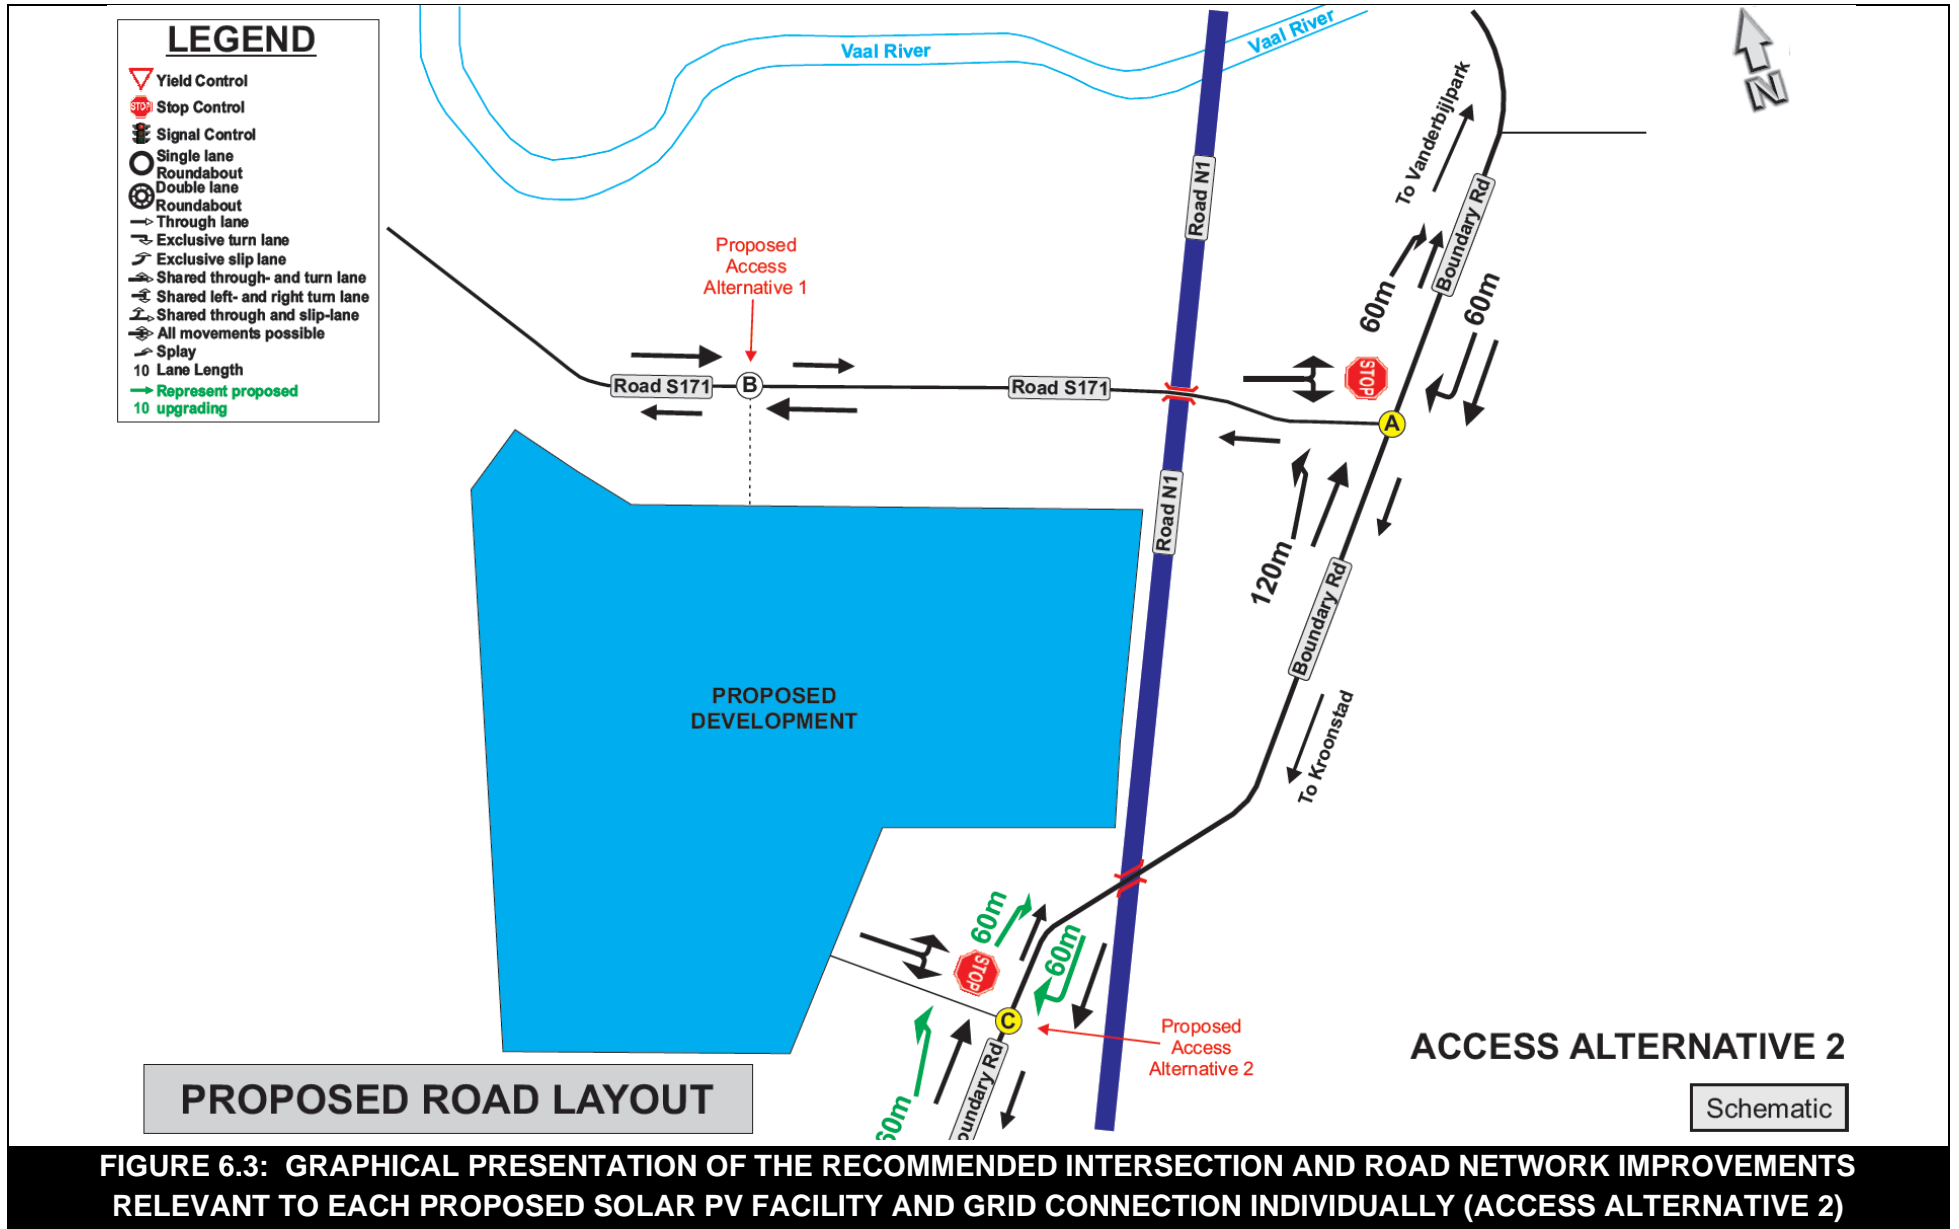 LEGEND
Yield Control
STOP
Stop Control
Signal Control
Single lane
Roundabout
Double lane
Roundabout
Through lane
Exclusive turn lane
Exclusive slip lane
Shared through- and turn lane
Shared left- and right turn lane
Shared through and slip-lane
All movements possible
Splay
10 Lane Length
Represent proposed
10 upgrading
Vaal River
Vaal River
N
To Vanderbijlpark
Road N1
Boundary Rd
Proposed
Access
Alternative 1
60m
60m
Road S171
B
Road S171
STOP
A
Road N1
120m
Boundary Rd
To Kroonstad
PROPOSED
DEVELOPMENT
60m
60m
STOP
C
Proposed
Access
Alternative 2
60m
oundary Rd
ACCESS ALTERNATIVE 2
PROPOSED ROAD LAYOUT
Schematic
FIGURE 6.3: GRAPHICAL PRESENTATION OF THE RECOMMENDED INTERSECTION AND ROAD NETWORK IMPROVEMENTS
RELEVANT TO EACH PROPOSED SOLAR PV FACILITY AND GRID CONNECTION INDIVIDUALLY (ACCESS ALTERNATIVE 2)